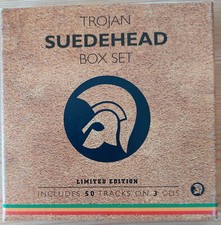 TROJAN
SUEDEHEAD
BOX SET
LIMITED EDITION
INCLUDES 50 TRACKS ON 3 CDS